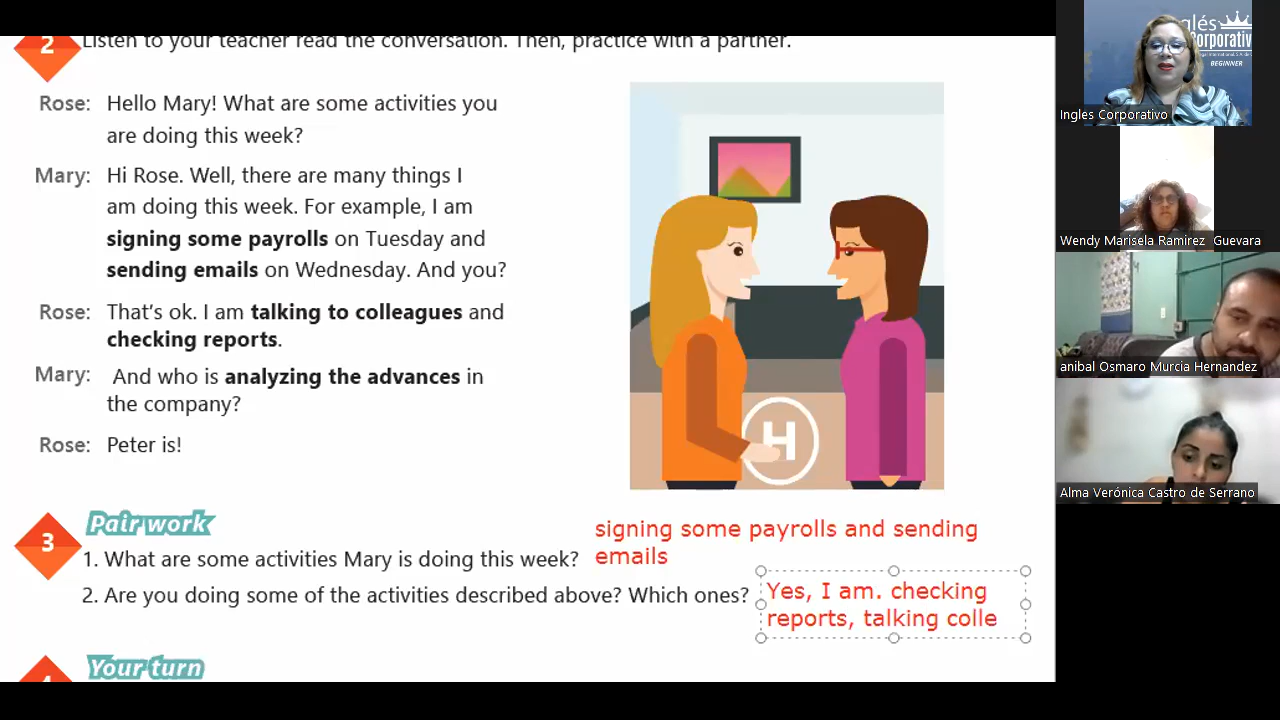 2
Listen to your teacher read the conversation. Then, practice with a partner.
Rose: Hello Mary! What are some activities you
are doing this week?
Mary: Hi Rose. Well, there are many things I
am doing this week. For example, I am
signing some payrolls on Tuesday and
sending emails on Wednesday. And you?
Rose: That's ok. I am talking to colleagues and
checking reports.
Mary: And who is analyzing the advances in
the company?
Rose: Peter is!
H
3
Pair work
1. What are some activities Mary is doing this week?
signing some payrolls and sending
emails
2. Are you doing some of the activities described above? Which ones?
Yes, I am. checking
reports, talking colle
Your turn
glés
Corporativ
BEGINNER
Ingles Corporativo
Wendy Marisela Ramirez Guevara
anibal Osmaro Murcia Hernandez
Alma Verónica Castro de Serrano